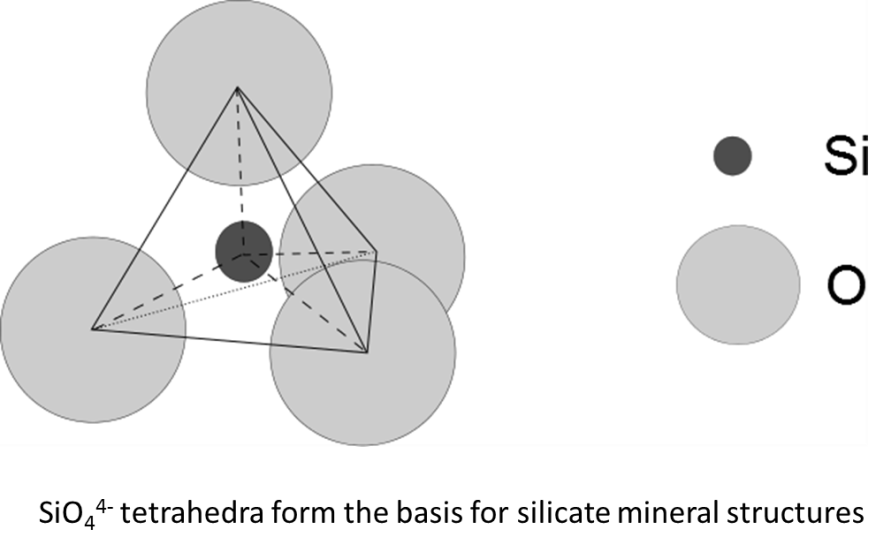 Si
O
SiO₄⁴⁻ tetrahedra form the basis for silicate mineral structures